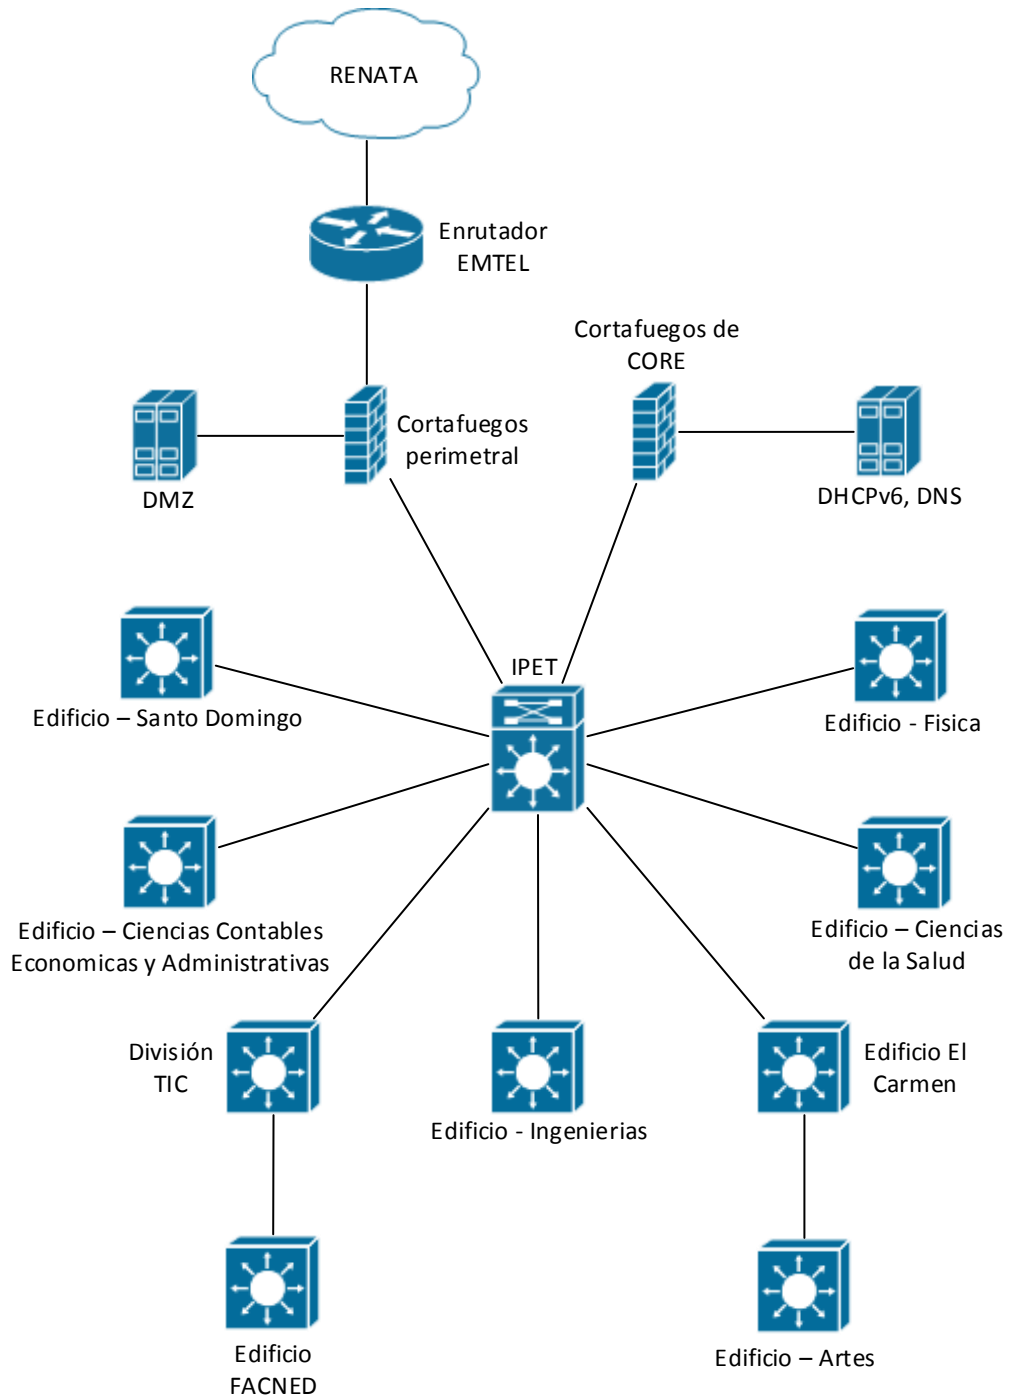 RENATA
Enrutador
EMTEL
Cortafuegos de
CORE
Cortafuegos
perimetral
DMZ
DHCPv6, DNS
IPET
Edificio – Santo Domingo
Edificio - Fisica
Edificio – Ciencias Contables
Economicas y Administrativas
Edificio – Ciencias
de la Salud
División
TIC
Edificio El
Carmen
Edificio - Ingenierias
Edificio
FACNED
Edificio – Artes